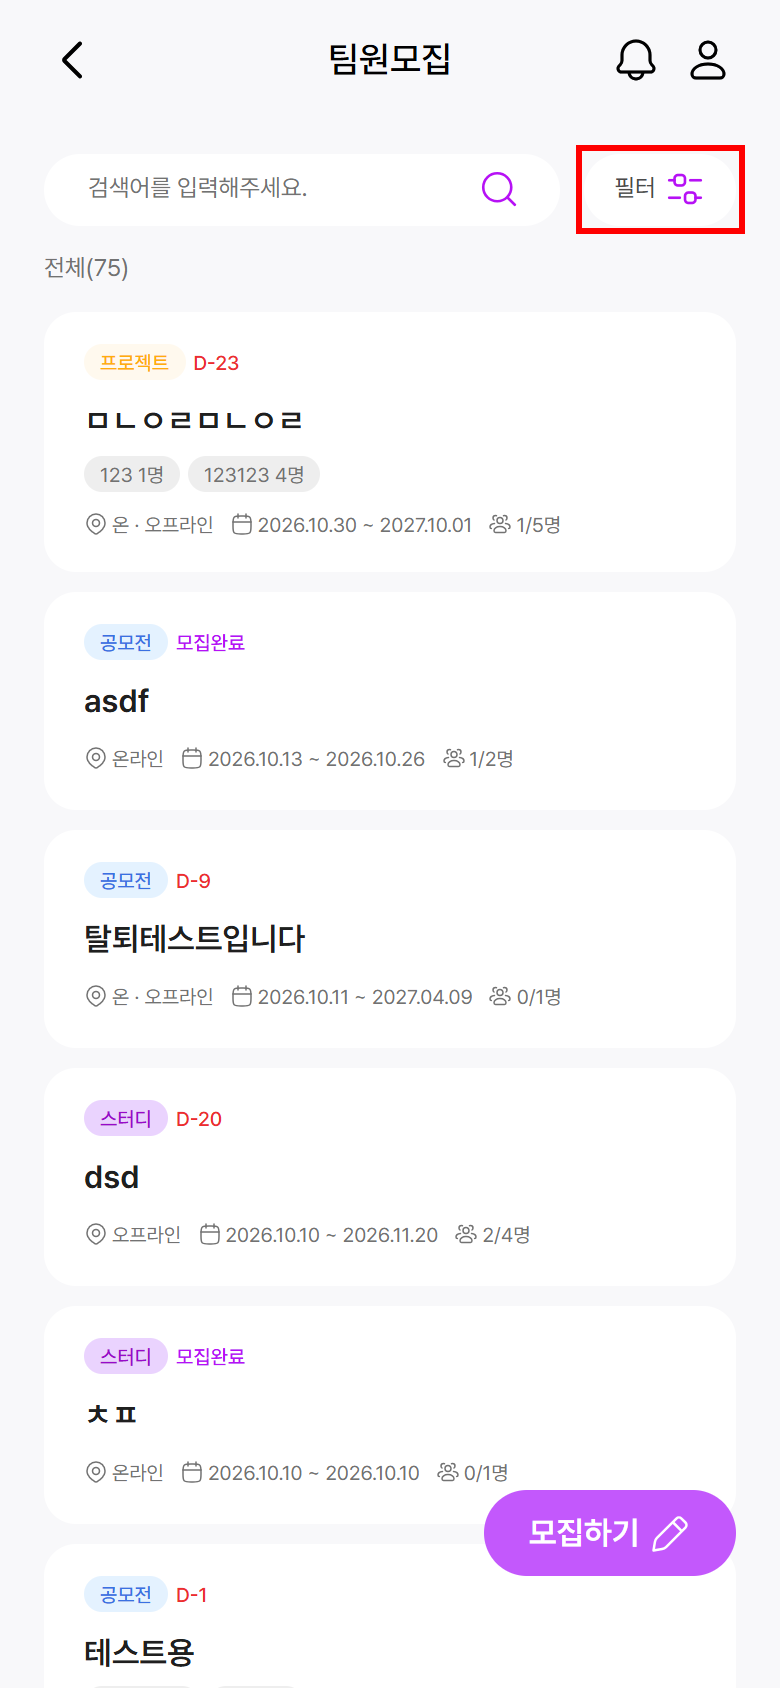 팀원모집
검색어를 입력해주세요.
필터
전체(75)
프로젝트 D-23
ㅁㄴㅇㄹㅁㄴㅇㄹ
123 1명 123123 4명
온 · 오프라인 2026.10.30 ~ 2027.10.01 1/5명
공모전 모집완료
asdf
온라인 2026.10.13 ~ 2026.10.26 1/2명
공모전 D-9
탈퇴테스트입니다
온 · 오프라인 2026.10.11 ~ 2027.04.09 0/1명
스터디 D-20
dsd
오프라인 2026.10.10 ~ 2026.11.20 2/4명
스터디 모집완료
ㅊㅍ
온라인 2026.10.10 ~ 2026.10.10 0/1명
모집하기
공모전 D-1
테스트용